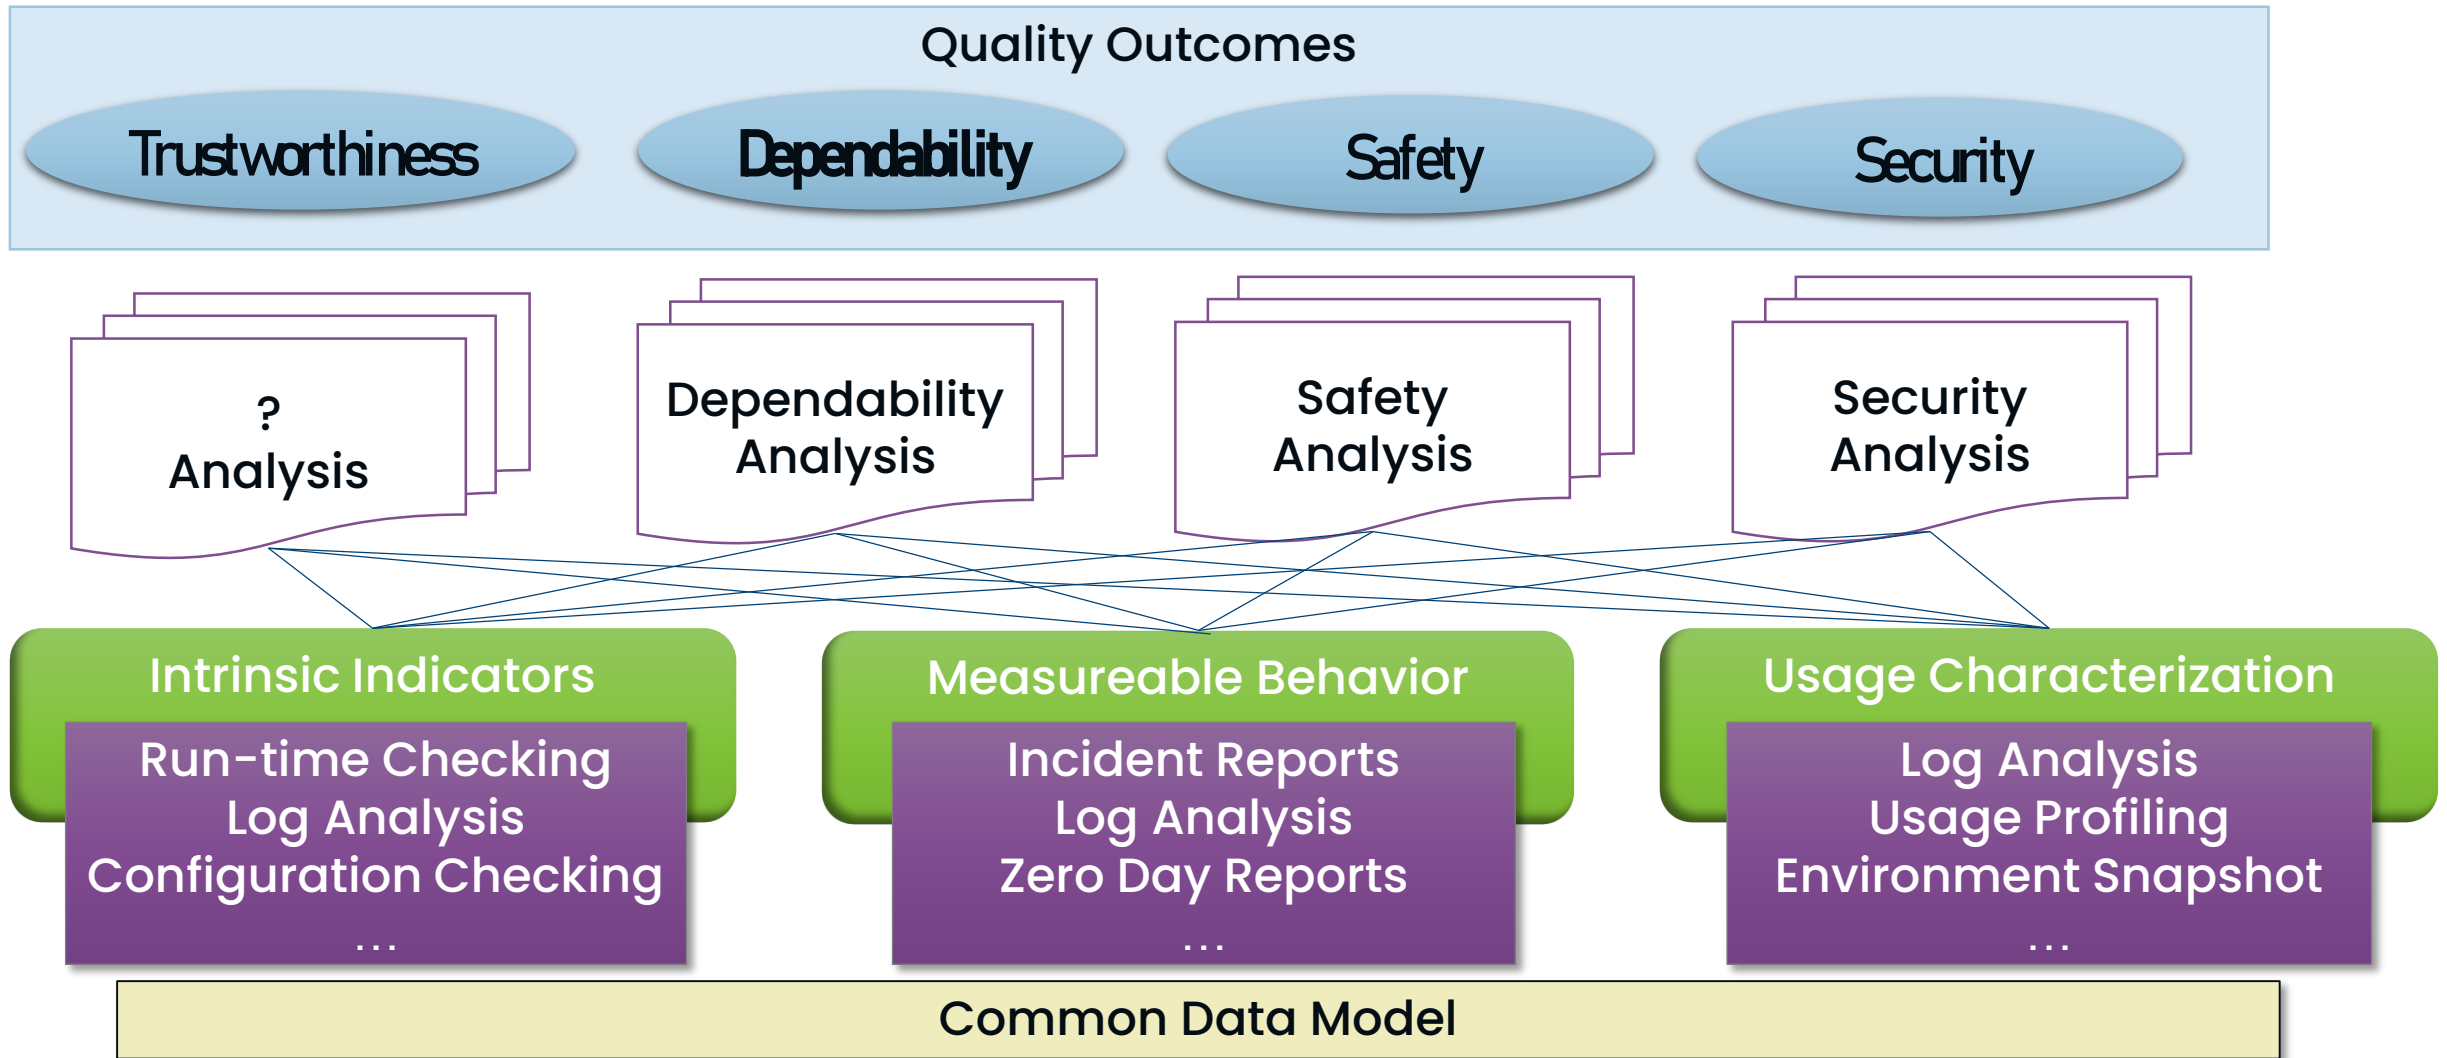 Quality Outcomes
Trustworthiness
Dependability
Safety
Security
?
Analysis
Dependability
Analysis
Safety
Analysis
Security
Analysis
Intrinsic Indicators
Run-time Checking
Log Analysis
Configuration Checking
...
Measureable Behavior
Incident Reports
Log Analysis
Zero Day Reports
...
Usage Characterization
Log Analysis
Usage Profiling
Environment Snapshot
...
Common Data Model